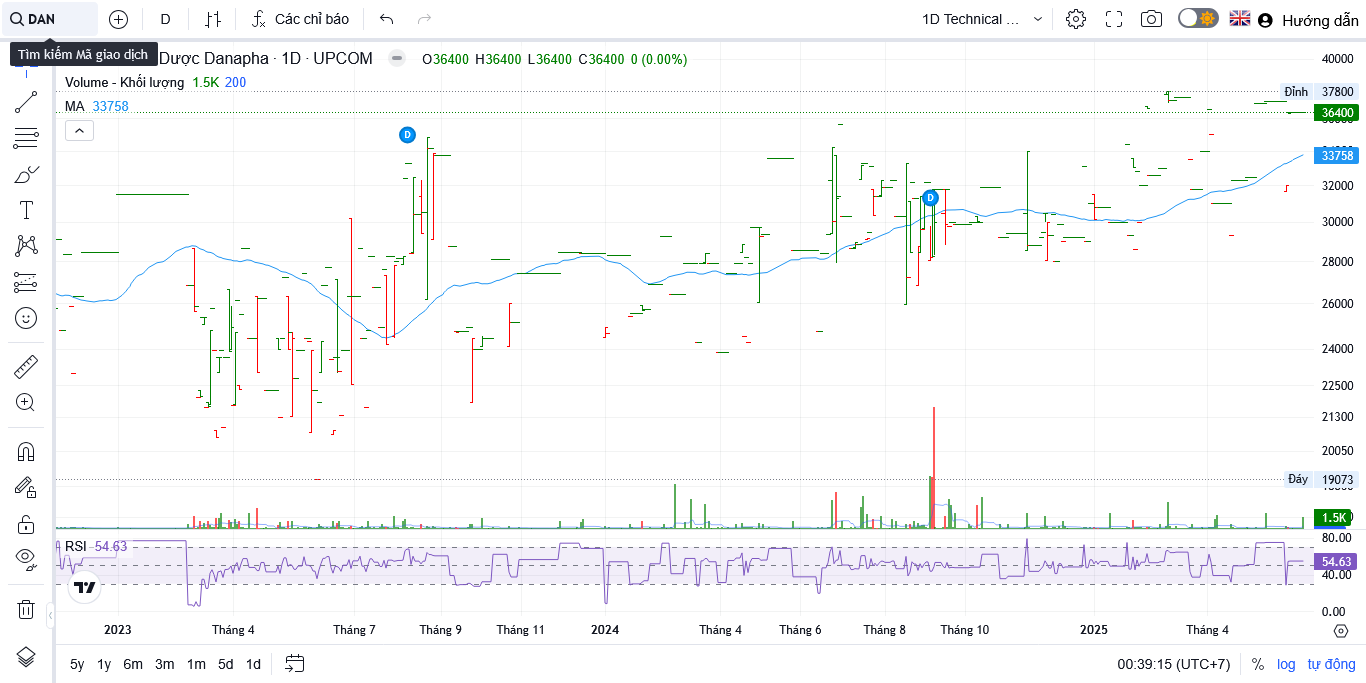 DAN
D
Các chỉ báo
1D Technical ...
Hướng dẫn
Tìm kiếm Mã giao dịch
Dược Danapha · 1D · UPCOM
O36400 H36400 L36400 C36400 0 (0.00%)
Volume - Khối lượng 1.5K 200
MA 33758
D
D
40000
Đỉnh 37800
36400
33758
32000
30000
28000
26000
24000
22500
21300
20050
Đáy 19073
1.5K
RSI 54.63
80.00
54.63
40.00
0.00
2023
Tháng 4
Tháng 7
Tháng 9
Tháng 11
2024
Tháng 4
Tháng 6
Tháng 8
Tháng 10
2025
Tháng 4
5y 1y 6m 3m 1m 5d 1d
00:39:15 (UTC+7)
% log tự động